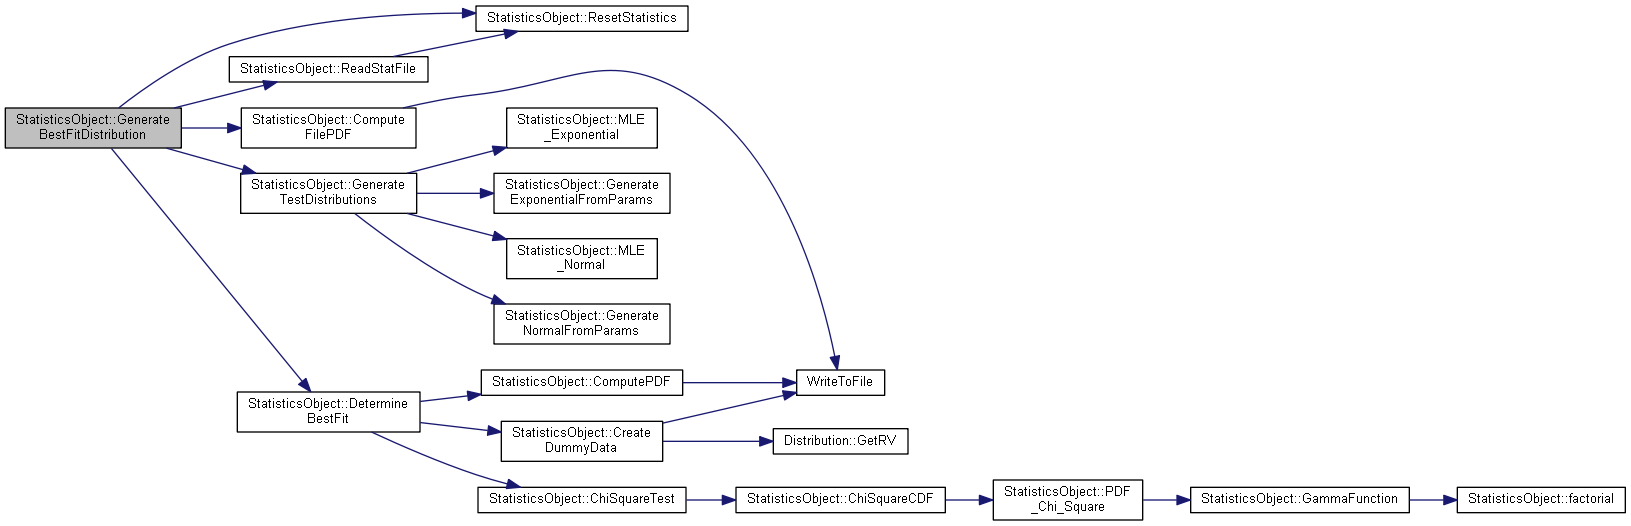 StatisticsObject::ResetStatistics
StatisticsObject::ReadStatFile
StatisticsObject::Generate
BestFitDistribution
StatisticsObject::Compute
FilePDF
StatisticsObject::MLE
_Exponential
StatisticsObject::Generate
TestDistributions
StatisticsObject::Generate
ExponentialFromParams
StatisticsObject::MLE
_Normal
StatisticsObject::Generate
NormalFromParams
StatisticsObject::ComputePDF
WriteToFile
StatisticsObject::Determine
BestFit
StatisticsObject::Create
DummyData
Distribution::GetRV
StatisticsObject::ChiSquareTest
StatisticsObject::ChiSquareCDF
StatisticsObject::PDF
_Chi_Square
StatisticsObject::GammaFunction
StatisticsObject::factorial